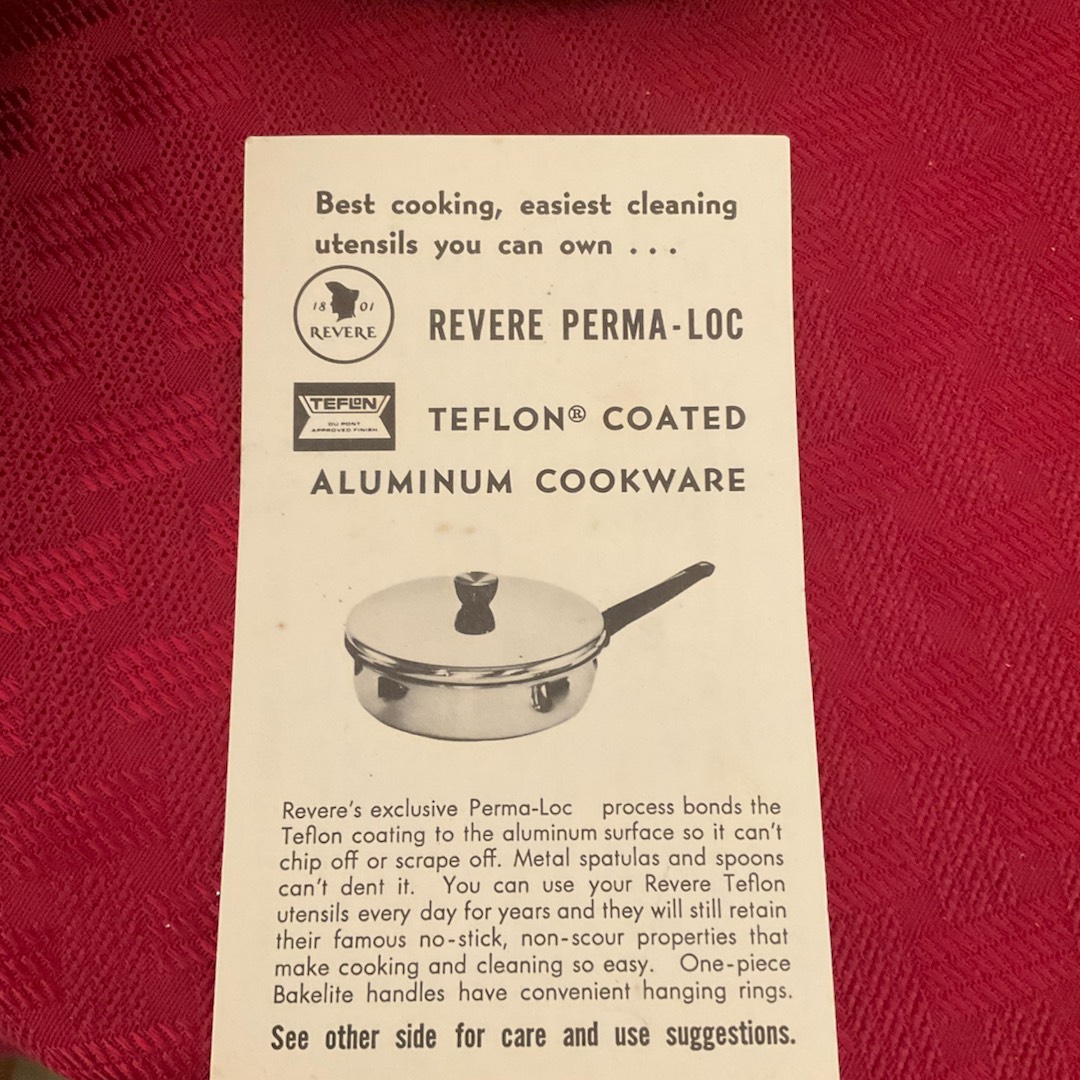 Best cooking, easiest cleaning
utensils you can own . . .
18 01
REVERE
REVERE PERMA-LOC
TEFLON
DU PONT
APPROVED FINISH
TEFLON® COATED
ALUMINUM COOKWARE
Revere's exclusive Perma-Loc process bonds the
Teflon coating to the aluminum surface so it can't
chip off or scrape off. Metal spatulas and spoons
can't dent it. You can use your Revere Teflon
utensils every day for years and they will still retain
their famous no-stick, non-scour properties that
make cooking and cleaning so easy. One-piece
Bakelite handles have convenient hanging rings.
See other side for care and use suggestions.